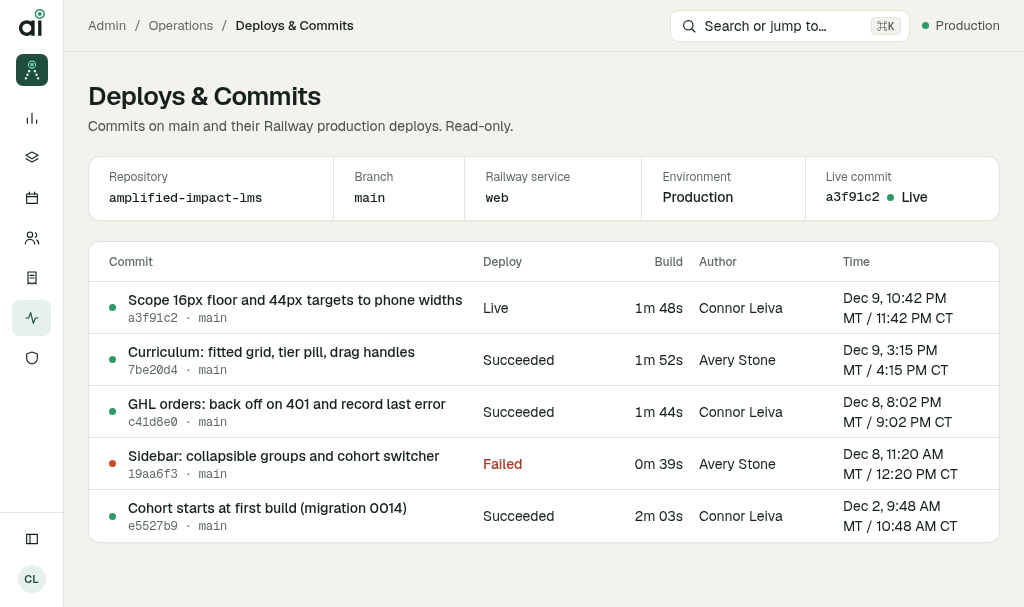 ai
Admin / Operations / Deploys & Commits
Search or jump to…
⌘K
Production
Deploys & Commits
Commits on main and their Railway production deploys. Read-only.
Repository
amplified-impact-lms
Branch
main
Railway service
web
Environment
Production
Live commit
a3f91c2 Live
Commit Deploy Build Author Time
Scope 16px floor and 44px targets to phone widths
a3f91c2 · main
Live
1m 48s
Connor Leiva
Dec 9, 10:42 PM
MT / 11:42 PM CT
Curriculum: fitted grid, tier pill, drag handles
7be20d4 · main
Succeeded
1m 52s
Avery Stone
Dec 9, 3:15 PM
MT / 4:15 PM CT
GHL orders: back off on 401 and record last error
c41d8e0 · main
Succeeded
1m 44s
Connor Leiva
Dec 8, 8:02 PM
MT / 9:02 PM CT
Sidebar: collapsible groups and cohort switcher
19aa6f3 · main
Failed
0m 39s
Avery Stone
Dec 8, 11:20 AM
MT / 12:20 PM CT
Cohort starts at first build (migration 0014)
e5527b9 · main
Succeeded
2m 03s
Connor Leiva
Dec 2, 9:48 AM
MT / 10:48 AM CT
CL